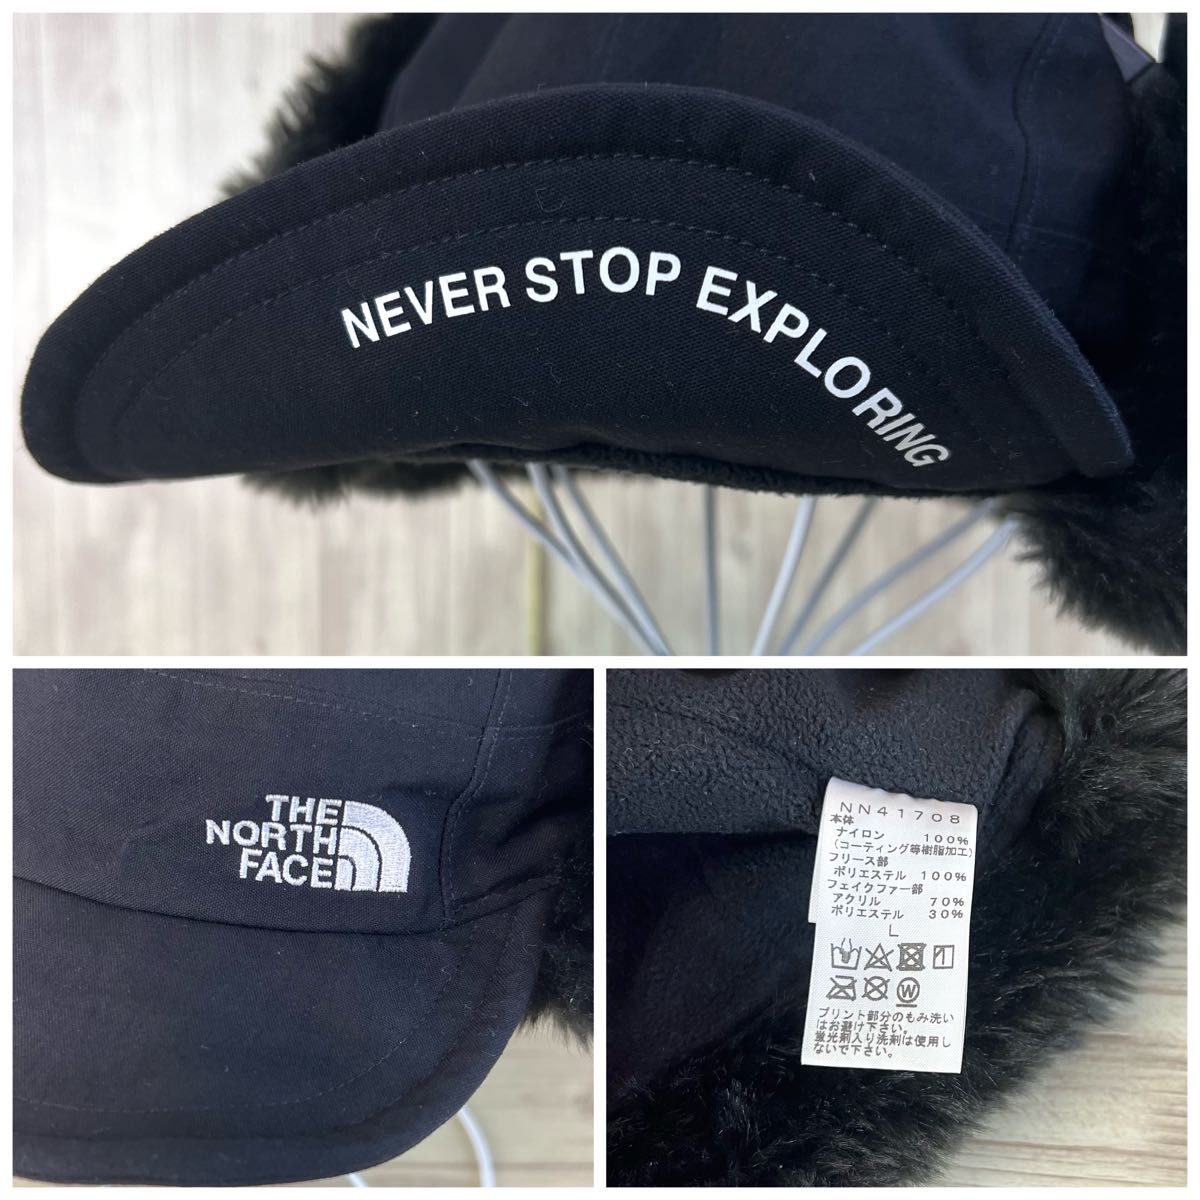 NEVER STOP EXPLORING
THE
NORTH
FACE
NN41708
本体
ナイロン 100%
(コーティング等樹脂加工)
フリース部
ポリエステル 100%
フェイクファー部
アクリル 70%
ポリエステル 30%
L
W
プリント部分のもみ洗い
はお避け下さい。
蛍光剤入り洗剤は使用し
ないで下さい。